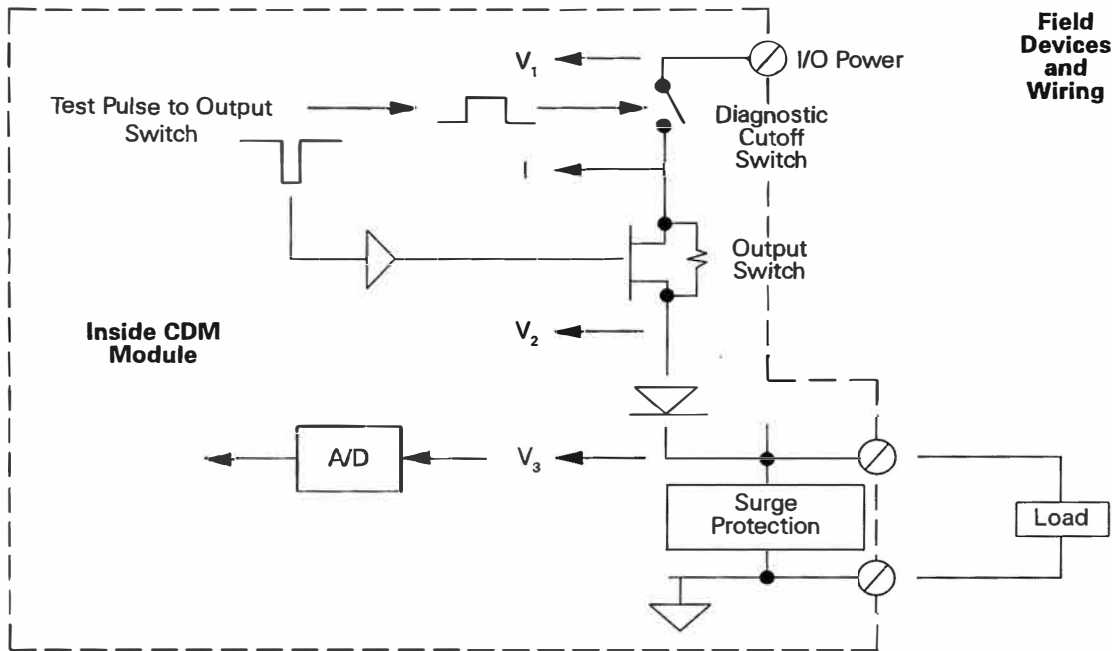 Field
Devices
and
Wiring
V1
I/O Power
Test Pulse to Output
Switch
Diagnostic
Cutoff
Switch
I
Output
Switch
V2
Inside CDM
Module
A/D
V3
Surge
Protection
Load